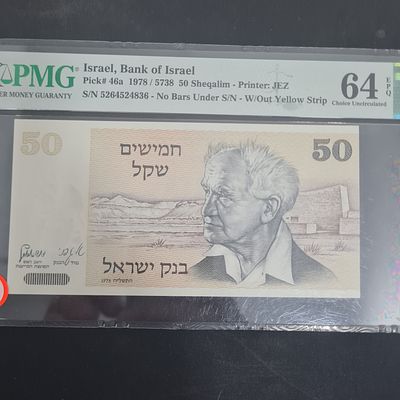 PMG
ER MONEY GUARANTY
Israel, Bank of Israel
Pick# 46a 1978 / 5738 50 Sheqalim - Printer: JEZ
S/N 5264524836 - No Bars Under S/N - W/Out Yellow Strip
64
EPQ
Choice Uncirculated
50
50
חמישים
שקל
בנק ישראל